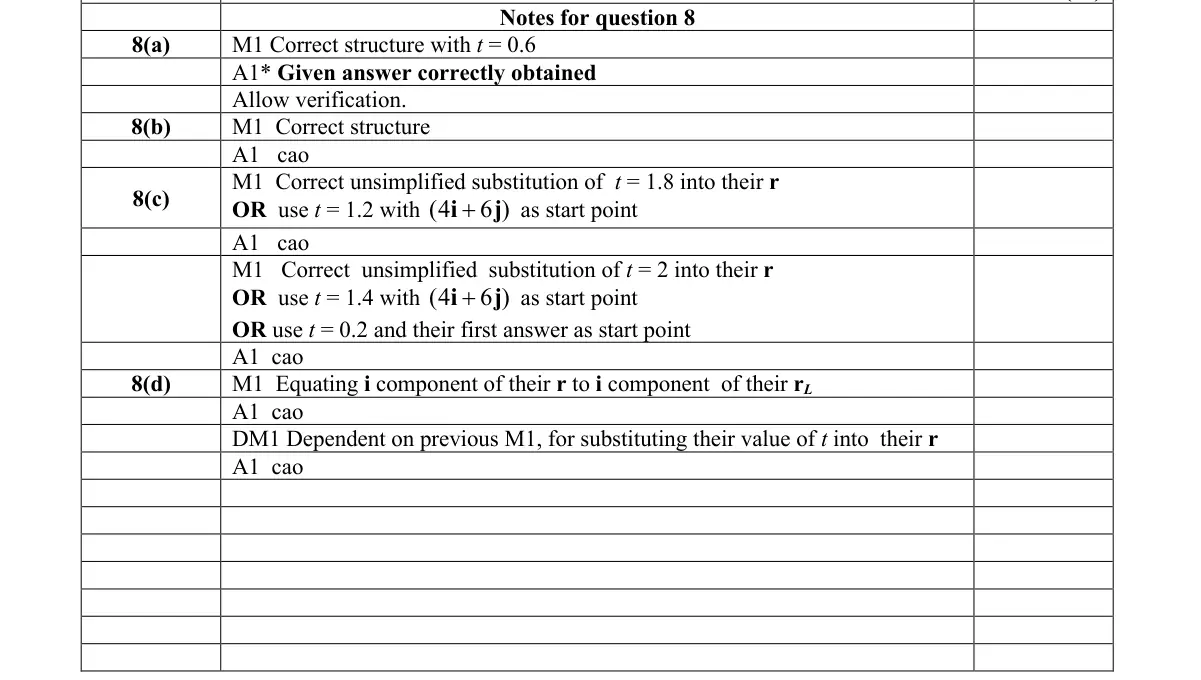 Notes for question 8
8(a) M1 Correct structure with t = 0.6
A1* Given answer correctly obtained
Allow verification.
8(b) M1 Correct structure
A1 cao
8(c) M1 Correct unsimplified substitution of t = 1.8 into their r
OR use t = 1.2 with (4i + 6j) as start point
A1 cao
M1 Correct unsimplified substitution of t = 2 into their r
OR use t = 1.4 with (4i + 6j) as start point
OR use t = 0.2 and their first answer as start point
A1 cao
8(d) M1 Equating i component of their r to i component of their r_L
A1 cao
DM1 Dependent on previous M1, for substituting their value of t into their r
A1 cao